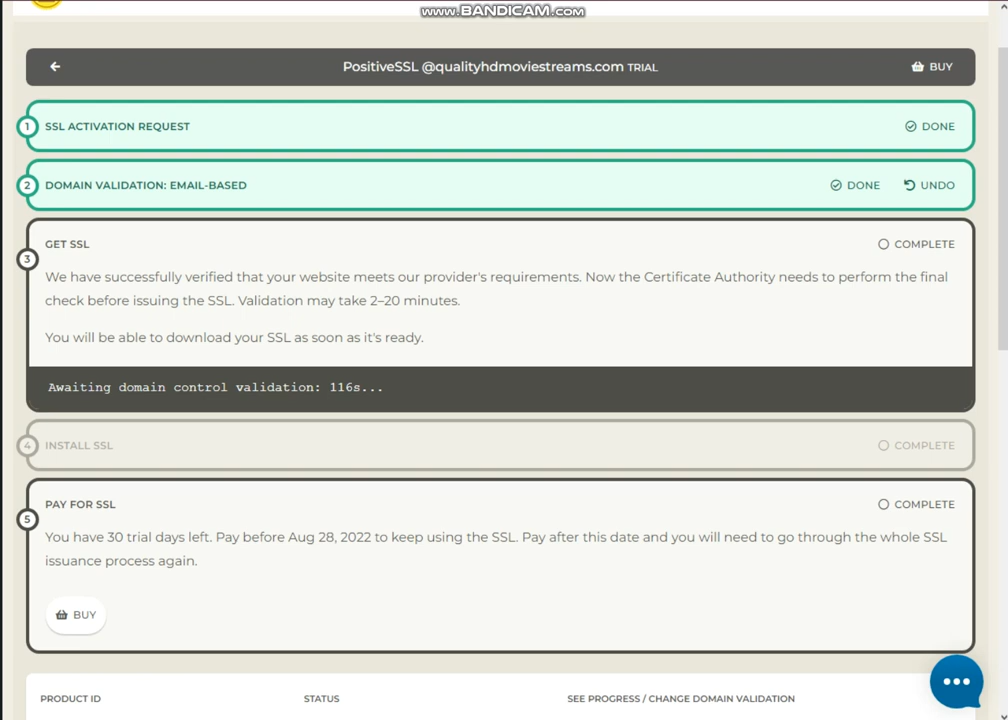 www.BANDICAM.com
PositiveSSL @qualityhdmoviestreams.com TRIAL
BUY
1
SSL ACTIVATION REQUEST
DONE
2
DOMAIN VALIDATION: EMAIL-BASED
DONE
UNDO
GET SSL
COMPLETE
3
We have successfully verified that your website meets our provider's requirements. Now the Certificate Authority needs to perform the final
check before issuing the SSL. Validation may take 2–20 minutes.
You will be able to download your SSL as soon as it's ready.
Awaiting domain control validation: 116s...
4
INSTALL SSL
COMPLETE
PAY FOR SSL
COMPLETE
5
You have 30 trial days left. Pay before Aug 28, 2022 to keep using the SSL. Pay after this date and you will need to go through the whole SSL
issuance process again.
BUY
PRODUCT ID
STATUS
SEE PROGRESS / CHANGE DOMAIN VALIDATION